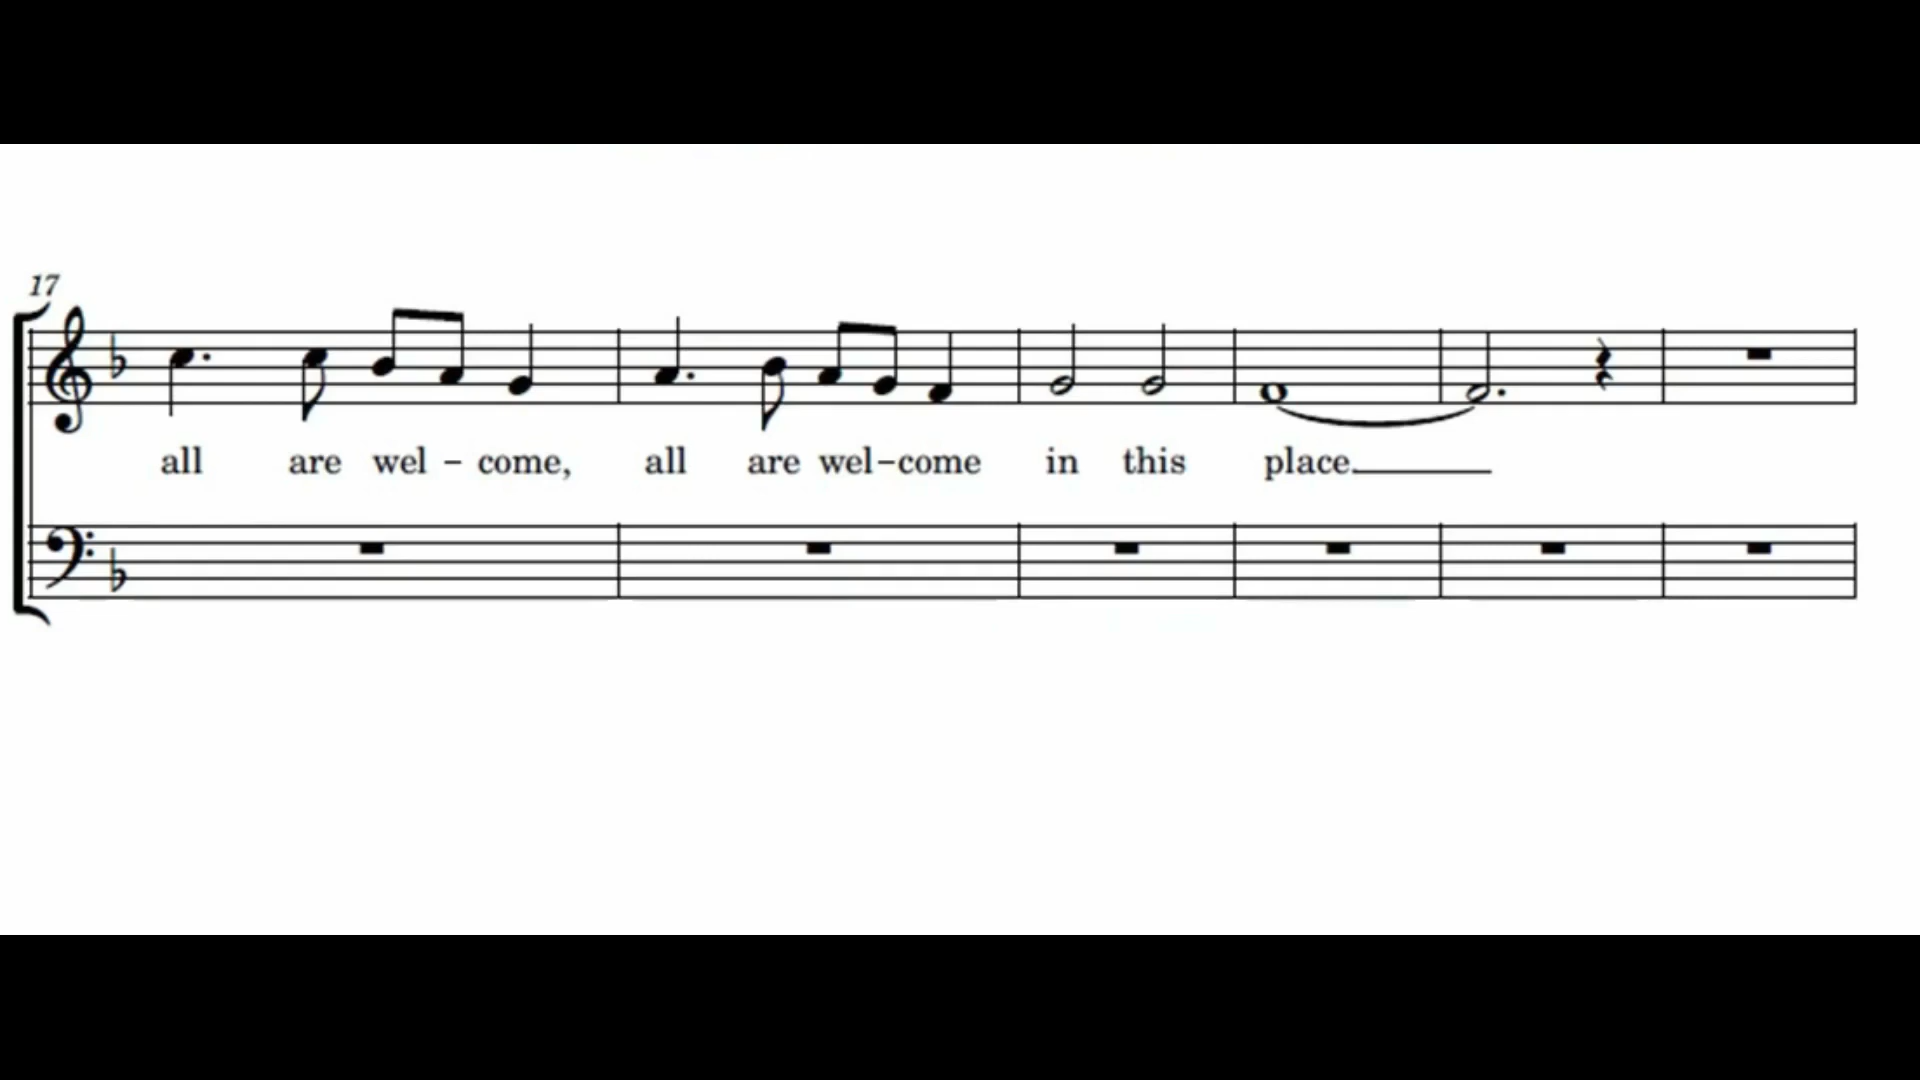 17
all are wel - come, all are wel-come in this place.